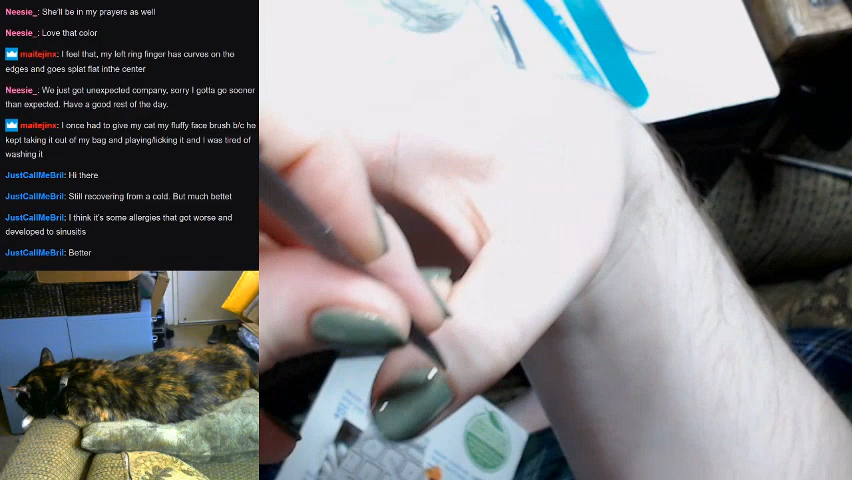 Neesie_: She'll be in my prayers as well
Neesie_: Love that color
maitejinx: I feel that, my left ring finger has curves on the
edges and goes splat flat inthe center
Neesie_: We just got unexpected company, sorry I gotta go sooner
than expected. Have a good rest of the day.
maitejinx: I once had to give my cat my fluffy face brush b/c he
kept taking it out of my bag and playing/licking it and I was tired of
washing it
JustCallMeBril: Hi there
JustCallMeBril: Still recovering from a cold. But much bettet
JustCallMeBril: I think it's some allergies that got worse and
developed to sinusitis
JustCallMeBril: Better